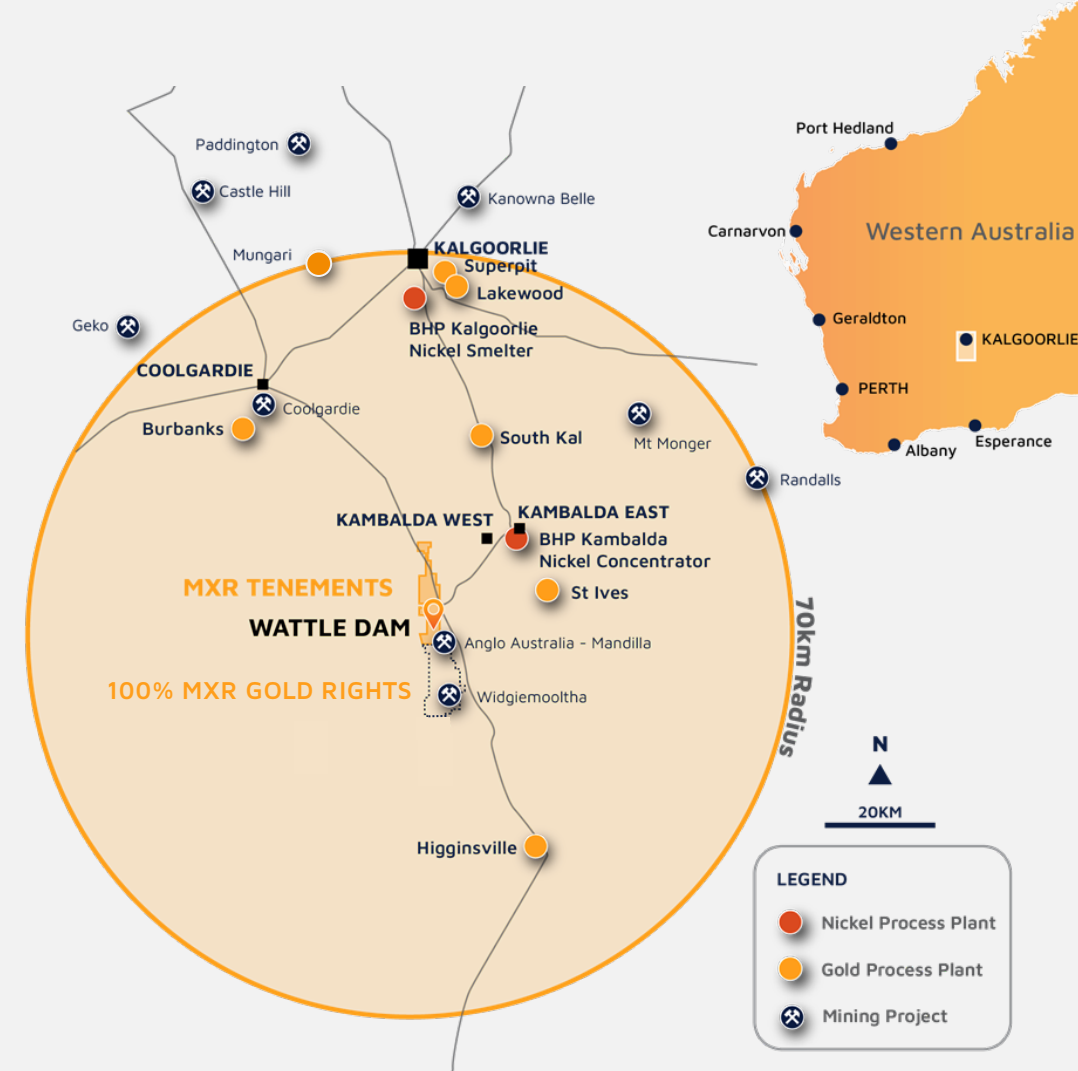 Port Hedland
Paddington
Castle Hill
Kanowna Belle
Carnarvon
Western Australia
Mungari
KALGOORLIE
Superpit
Lakewood
Geko
BHP Kalgoorlie
Nickel Smelter
Geraldton
KALGOORLIE
COOLGARDIE
Coolgardie
Burbanks
South Kal
Mt Monger
PERTH
Albany
Esperance
Randalls
KAMBALDA WEST
KAMBALDA EAST
BHP Kambalda
Nickel Concentrator
MXR TENEMENTS
St Ives
WATTLE DAM
Anglo Australia - Mandilla
70km Radius
100% MXR GOLD RIGHTS
Widgiemooltha
N
20KM
Higginsville
LEGEND
Nickel Process Plant
Gold Process Plant
Mining Project